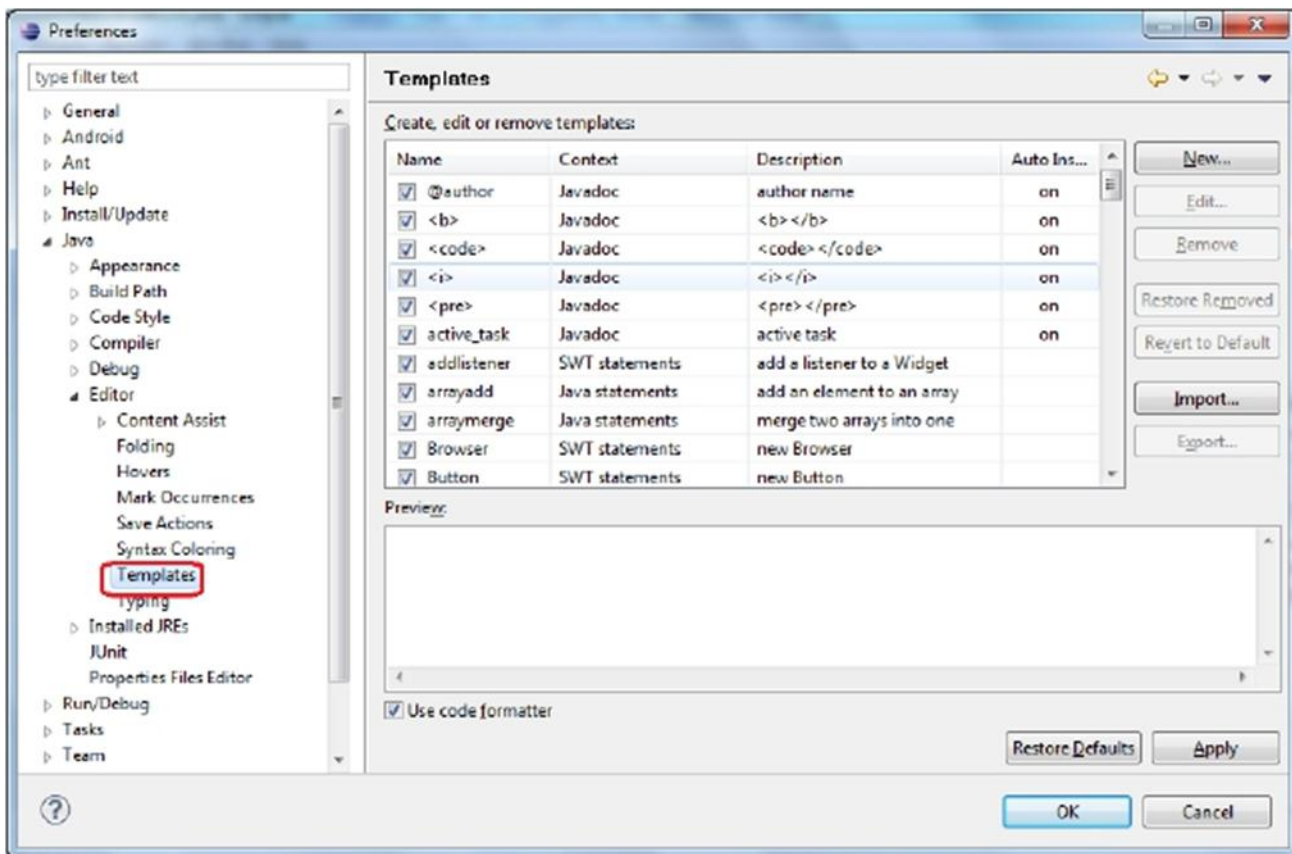 Preferences
type filter text
General
Android
Ant
Help
Install/Update
Java
Appearance
Build Path
Code Style
Compiler
Debug
Editor
Content Assist
Folding
Hovers
Mark Occurrences
Save Actions
Syntax Coloring
Templates
Typing
Installed JREs
JUnit
Properties Files Editor
Run/Debug
Tasks
Team
Templates
Create, edit or remove templates:
Name Context Description Auto Ins...
@author Javadoc author name on
<b> Javadoc <b></b> on
<code> Javadoc <code></code> on
<i> Javadoc <i></i> on
<pre> Javadoc <pre></pre> on
active_task Javadoc active task on
addlistener SWT statements add a listener to a Widget
arrayadd Java statements add an element to an array
arraymerge Java statements merge two arrays into one
Browser SWT statements new Browser
Button SWT statements new Button
New...
Edit...
Remove
Restore Removed
Revert to Default
Import...
Export...
Preview:
Use code formatter
Restore Defaults Apply
OK Cancel